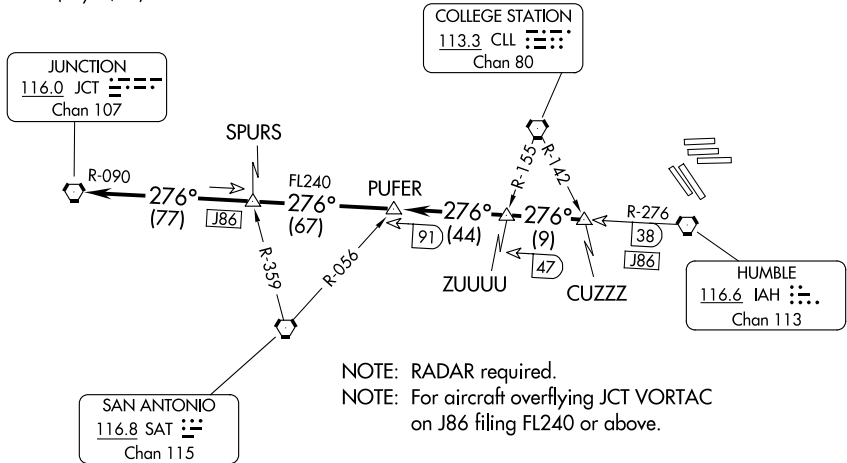 COLLEGE STATION
113.3 CLL
Chan 80
JUNCTION
116.0 JCT
Chan 107
SPURS
R-090
276°
(77)
J86
FL240
276°
(67)
PUFER
91
276°
(44)
R-155
R-142
276°
(9)
R-276
38
J86
47
ZUUUU
CUZZZ
R-359
R-056
HUMBLE
116.6 IAH
Chan 113
SAN ANTONIO
116.8 SAT
Chan 115
NOTE: RADAR required.
NOTE: For aircraft overflying JCT VORTAC
on J86 filing FL240 or above.